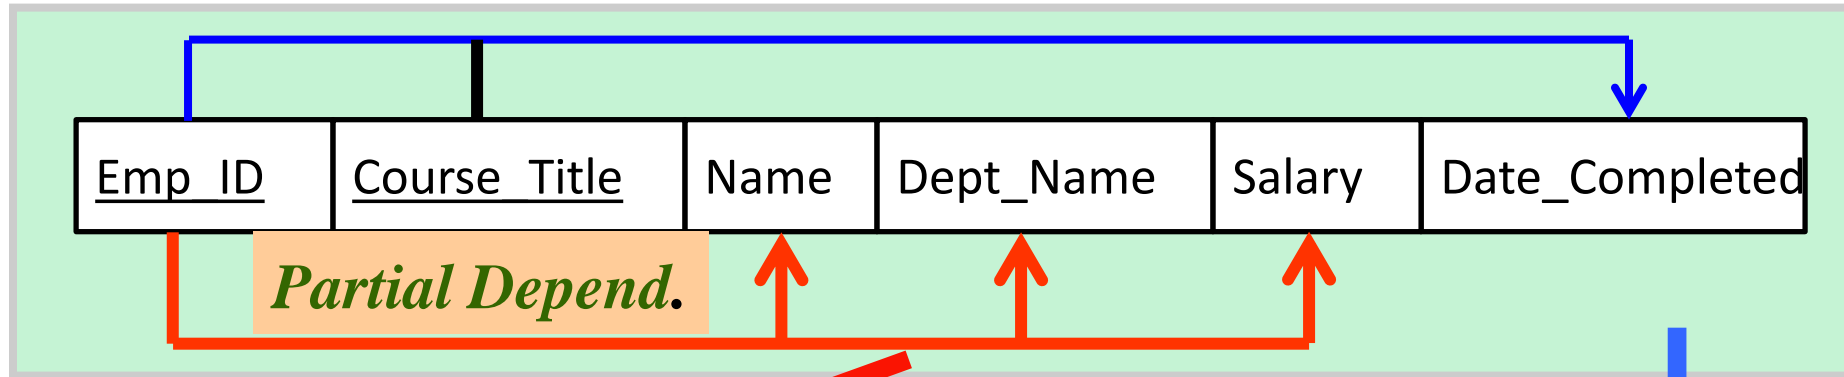 Emp_ID Course_Title Name Dept_Name Salary Date_Completed
Partial Depend.